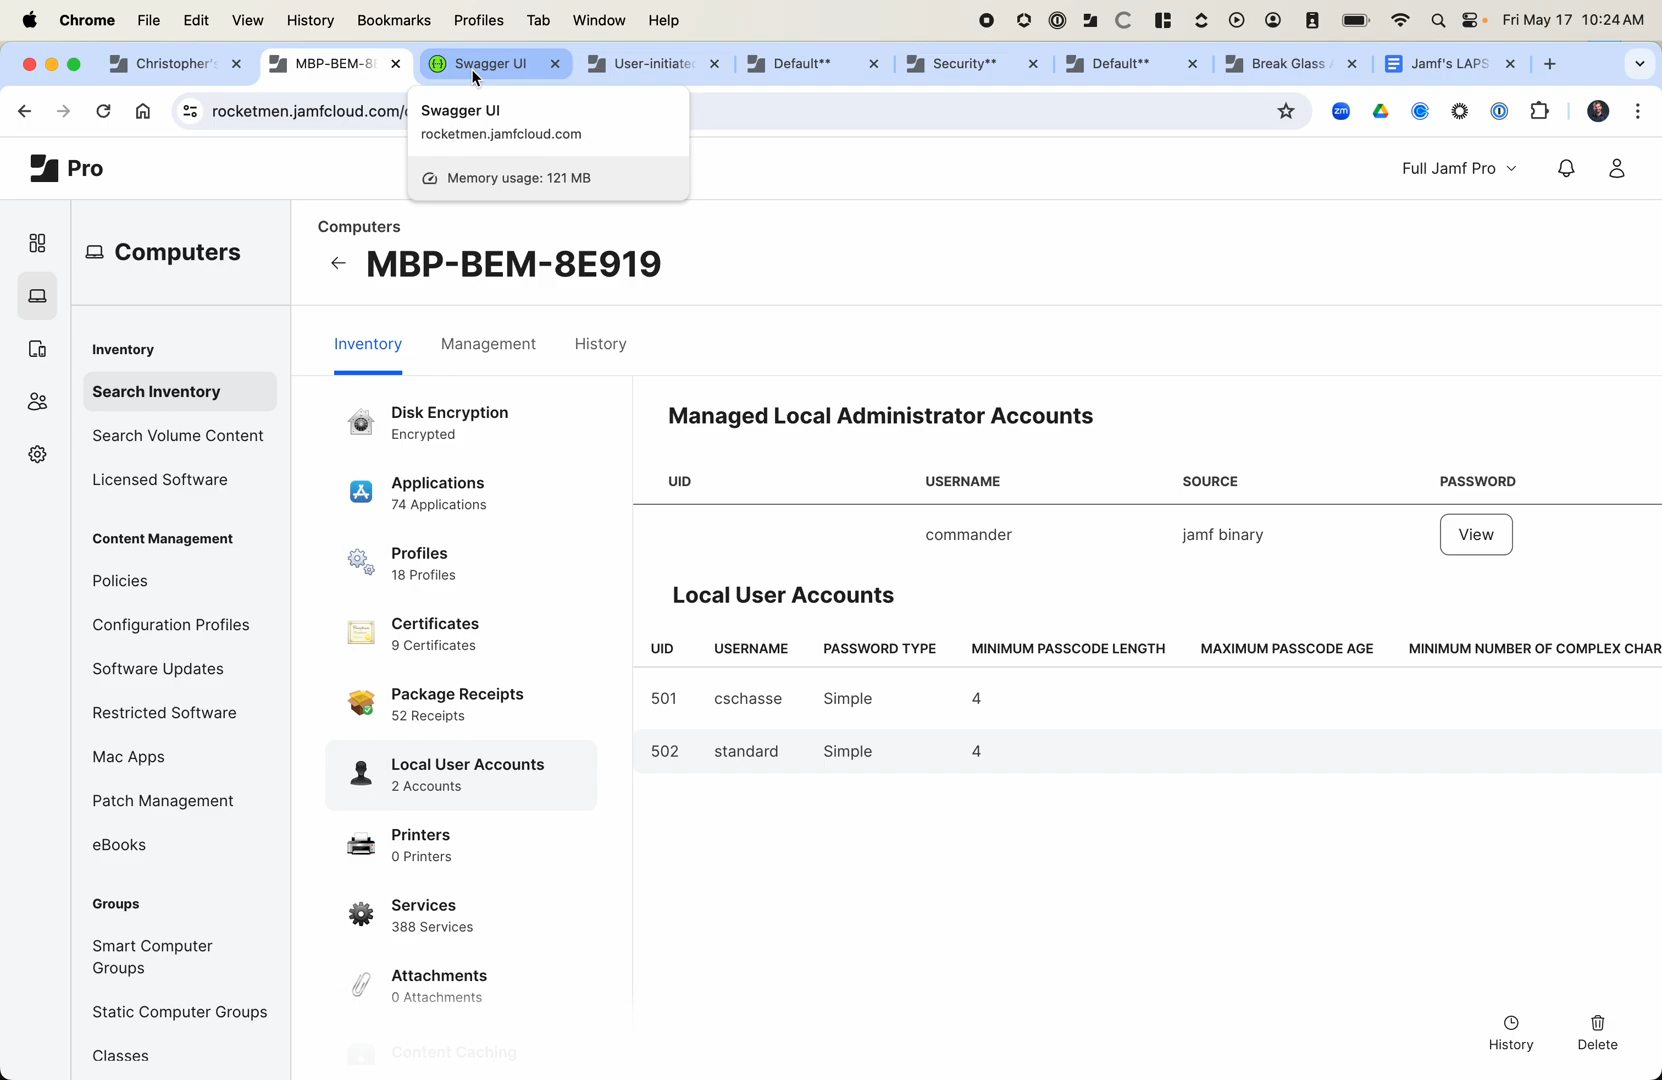 Chrome File Edit View History Bookmarks Profiles Tab Window Help Fri May 17 10:24 AM
Christopher's MBP-BEM-8E Swagger UI User-initiated Default** Security** Default** Break Glass Jamf's LAPS
rocketmen.jamfcloud.com/
Swagger UI
rocketmen.jamfcloud.com
Memory usage: 121 MB
Pro
Full Jamf Pro
Computers
Computers
MBP-BEM-8E919
Inventory Management History
Inventory
Search Inventory
Search Volume Content
Licensed Software
Content Management
Policies
Configuration Profiles
Software Updates
Restricted Software
Mac Apps
Patch Management
eBooks
Groups
Smart Computer
Groups
Static Computer Groups
Classes
Disk Encryption
Encrypted
Applications
74 Applications
Profiles
18 Profiles
Certificates
9 Certificates
Package Receipts
52 Receipts
Local User Accounts
2 Accounts
Printers
0 Printers
Services
388 Services
Attachments
0 Attachments
Content Caching
Managed Local Administrator Accounts
UID USERNAME SOURCE PASSWORD
commander jamf binary View
Local User Accounts
UID USERNAME PASSWORD TYPE MINIMUM PASSCODE LENGTH MAXIMUM PASSCODE AGE MINIMUM NUMBER OF COMPLEX CHAR
501 cschasse Simple 4
502 standard Simple 4
History Delete